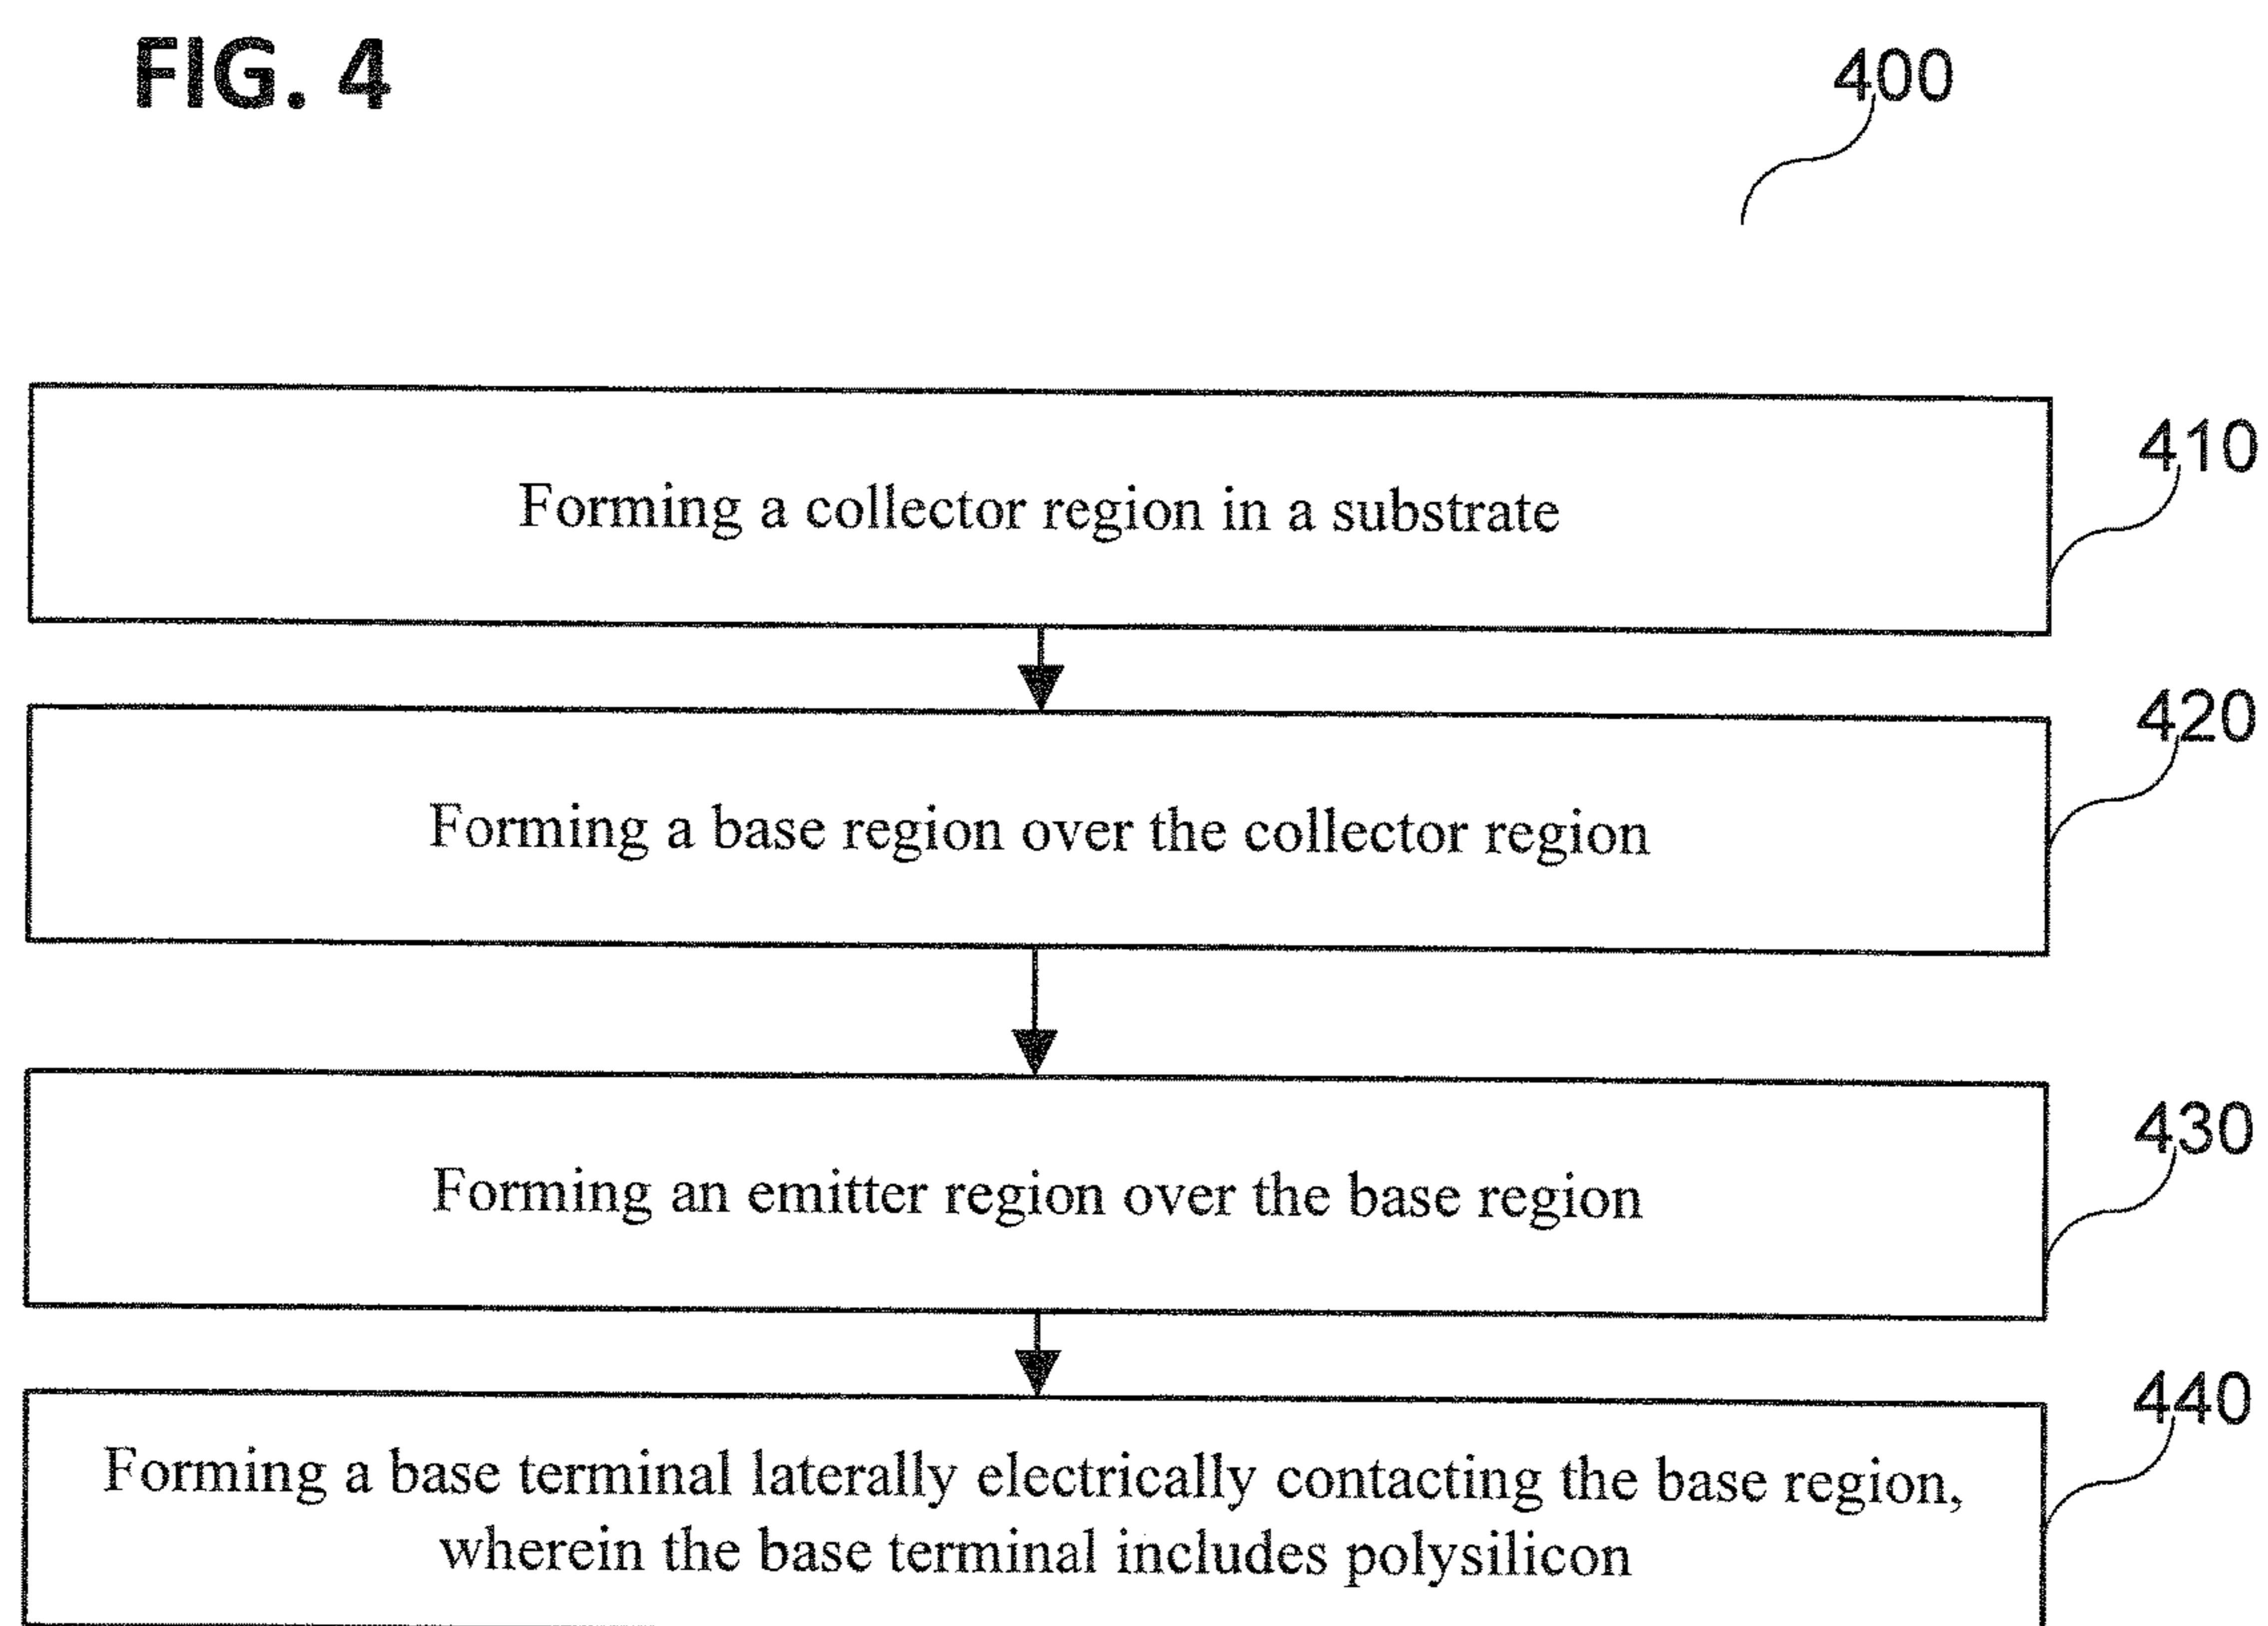 FIG. 4
400
Forming a collector region in a substrate
410
Forming a base region over the collector region
420
Forming an emitter region over the base region
430
Forming a base terminal laterally electrically contacting the base region,
wherein the base terminal includes polysilicon
440